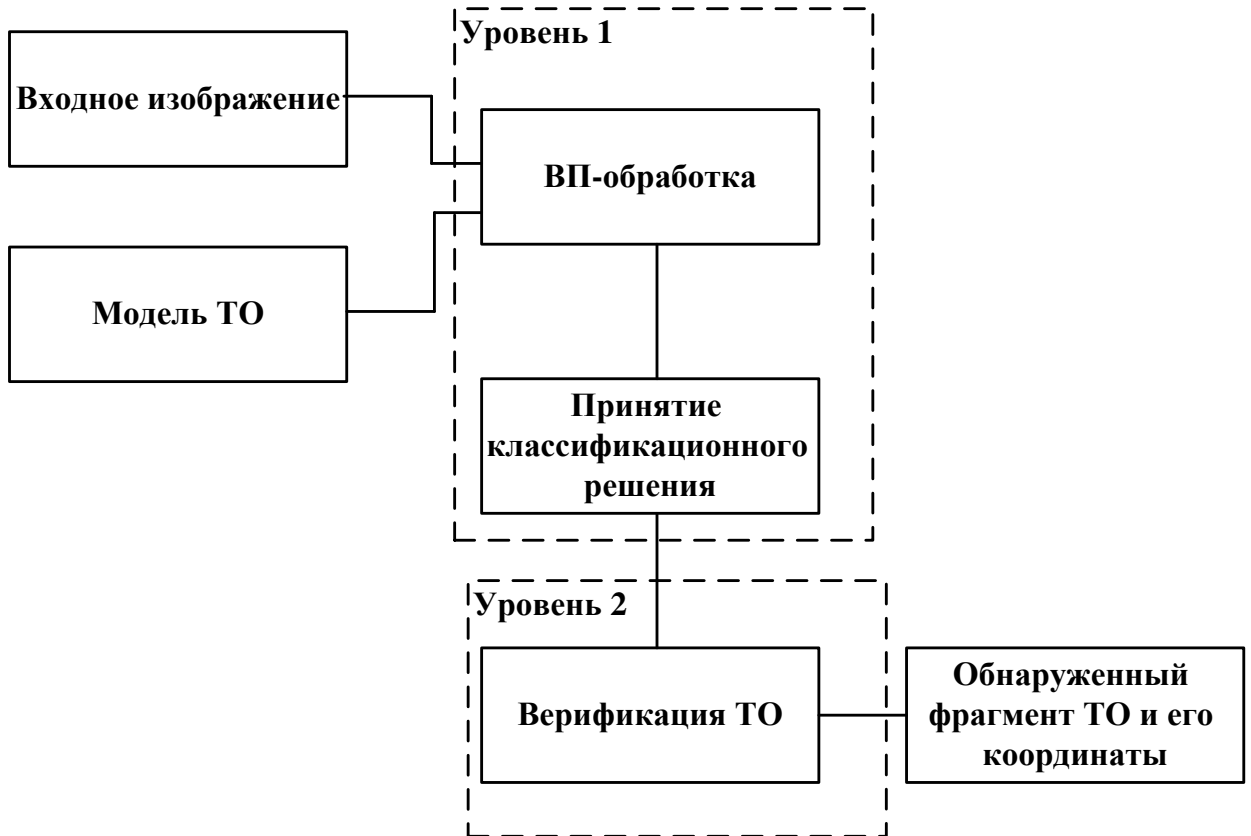 Уровень 1
Входное изображение
ВП-обработка
Модель ТО
Принятие
классификационного
решения
Уровень 2
Верификация ТО
Обнаруженный
фрагмент ТО и его
координаты